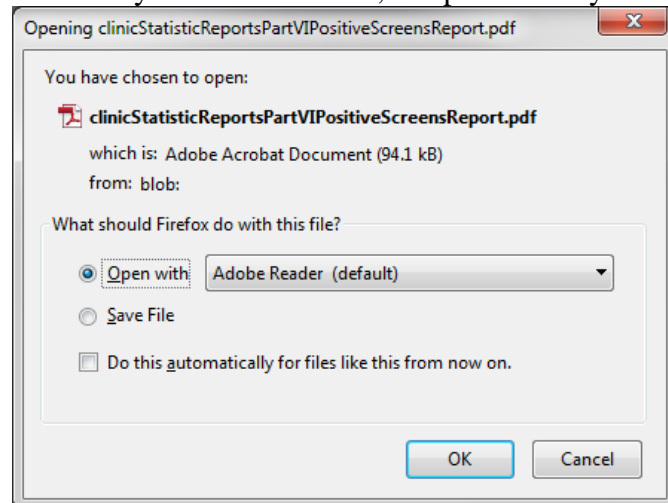 Opening clinicStatisticReportsPartVIPositiveScreensReport.pdf
You have chosen to open:
clinicStatisticReportsPartVIPositiveScreensReport.pdf
which is: Adobe Acrobat Document (94.1 kB)
from: blob:
What should Firefox do with this file?
Open with Adobe Reader (default)
Save File
Do this automatically for files like this from now on.
OK Cancel